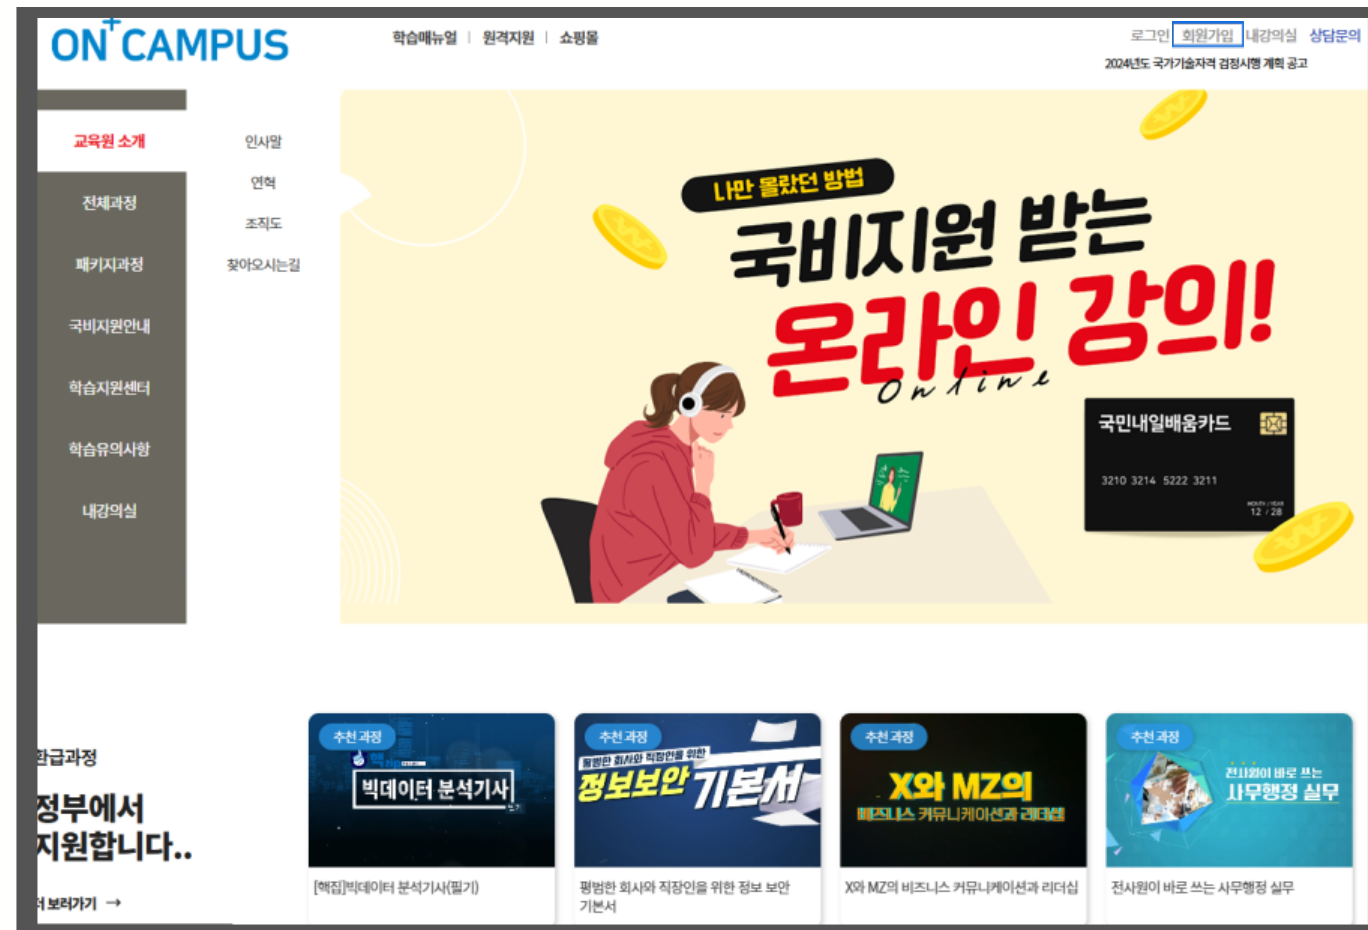 ON+CAMPUS
학습매뉴얼 | 원격지원 | 쇼핑몰
로그인 회원가입 내강의실 상담문의
2024년도 국가기술자격 검정시행 계획 공고
교육원 소개
전체과정
패키지과정
국비지원안내
학습지원센터
학습유의사항
내강의실
인사말
연혁
조직도
찾아오시는길
나만 몰랐던 방법
국비지원 받는
온라인 강의!
Online
국민내일배움카드
3210 3214 5222 3211
MONTH / YEAR
12 / 28
환급과정
정부에서
지원합니다..
보러가기 →
추천 과정
빅데이터 분석기사
[핵집]빅데이터 분석기사(필기)
추천 과정
평범한 회사와 직장인을 위한
정보보안 기본서
평범한 회사와 직장인을 위한 정보 보안
기본서
추천 과정
X와 MZ의
비즈니스 커뮤니케이션과 리더십
X와 MZ의 비즈니스 커뮤니케이션과 리더십
추천 과정
전사원이 바로 쓰는
사무행정 실무
전사원이 바로 쓰는 사무행정 실무